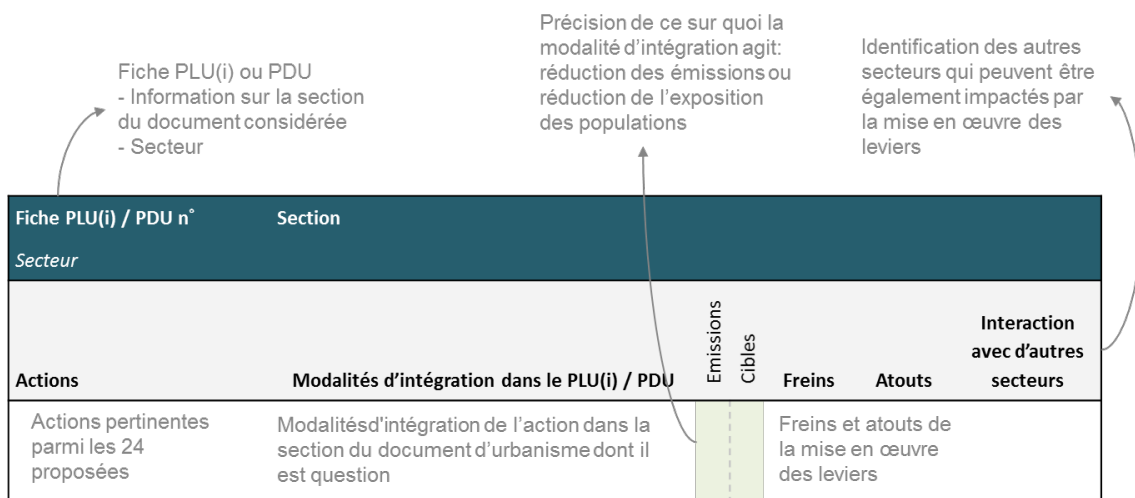 Fiche PLU(i) ou PDU
- Information sur la section
du document considérée
- Secteur
Précision de ce sur quoi la
modalité d'intégration agit:
réduction des émissions ou
réduction de l'exposition
des populations
Identification des autres
secteurs qui peuvent être
également impactés par
la mise en œuvre des
leviers
Fiche PLU(i) / PDU n°
Section
Secteur
Actions
Modalités d'intégration dans le PLU(i) / PDU
Emissions
Cibles
Freins
Atouts
Interaction
avec d'autres
secteurs
Actions pertinentes
parmi les 24
proposées
Modalitésd'intégration de l'action dans la
section du document d'urbanisme dont il
est question
Freins et atouts de
la mise en œuvre
des leviers